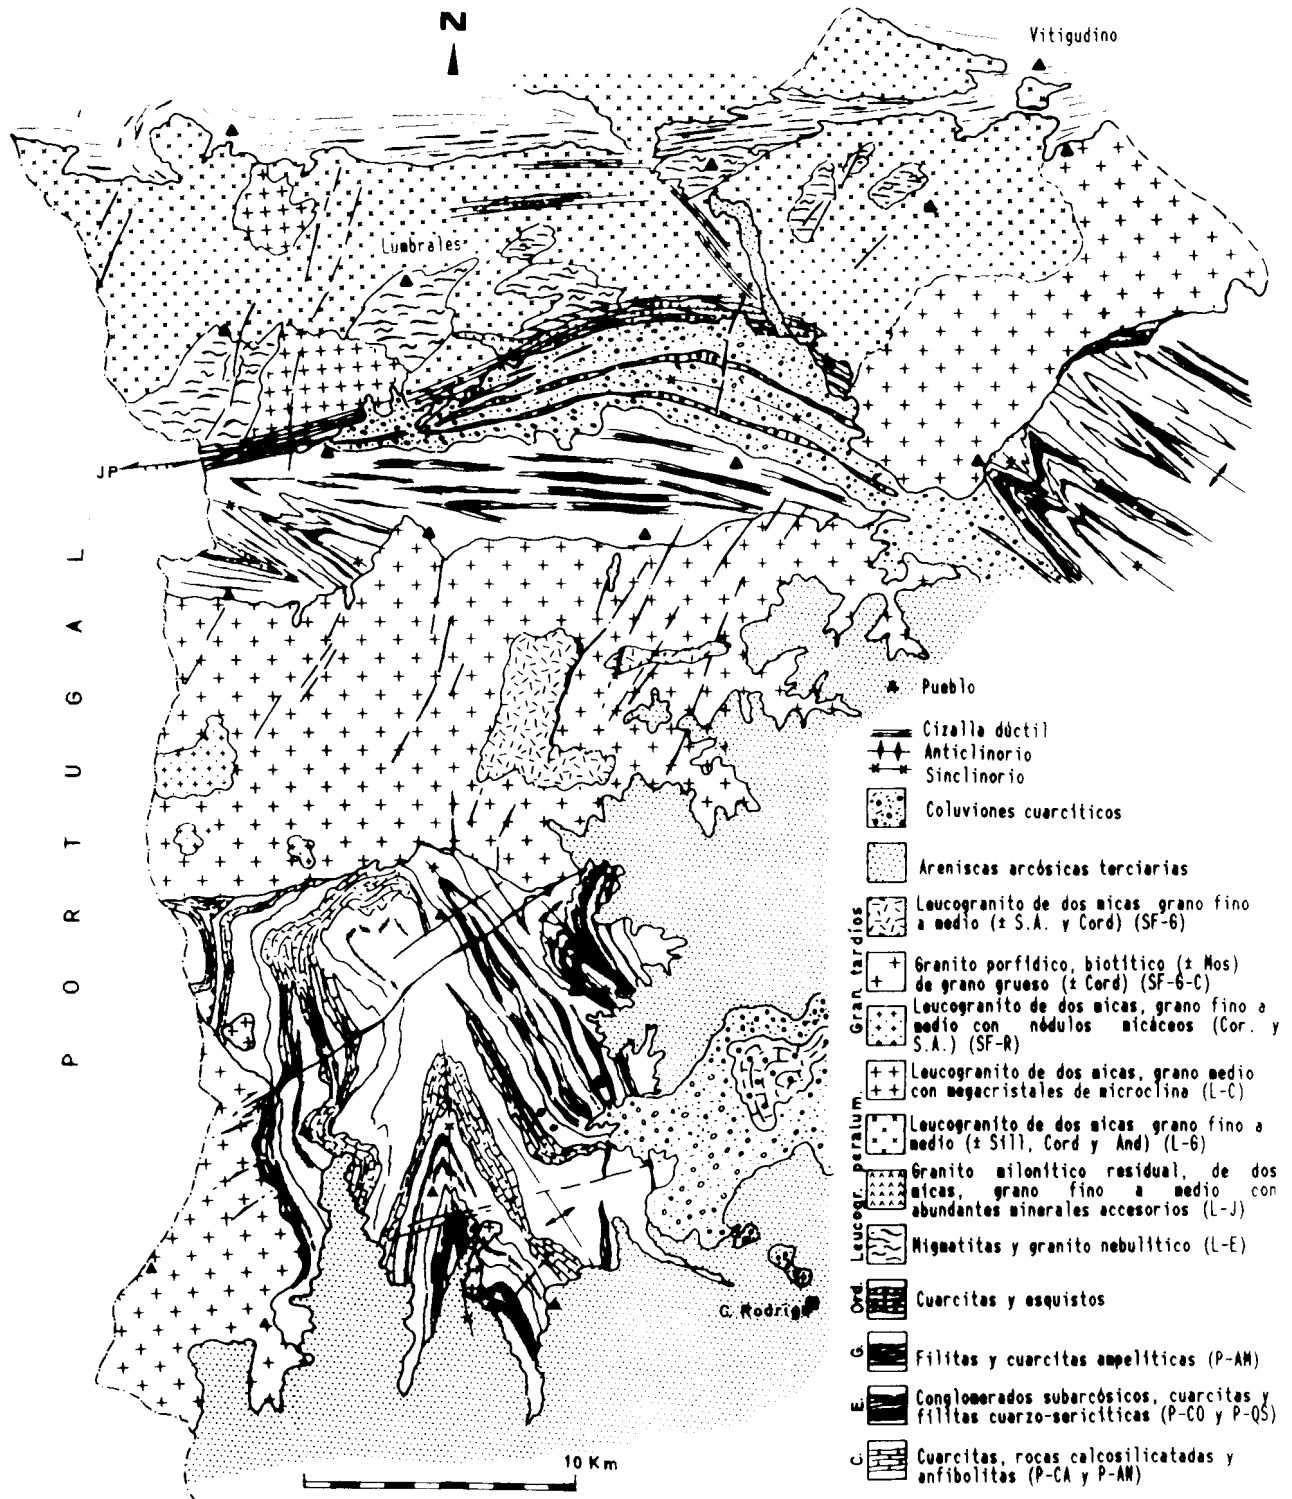 N
Vitigudino
Lumbrales
JP
PORTUGAL
Pueblo
Cizalla dúctil
Anticlinorio
Sinclinorio
Coluviones cuarcíticos
Areniscas arcósicas terciarias
Gran tardíos
Leucogranito de dos micas grano fino
a medio (± S.A. y Cord) (SF-6)
Granito porfídico, biotítico (± Mos)
de grano grueso (± Cord) (SF-6-C)
Leucogranito de dos micas, grano fino a
medio con nódulos micáceos (Cor. y
S.A.) (SF-R)
Leucogr. peralum.
Leucogranito de dos micas, grano medio
con megacristales de microclina (L-C)
Leucogranito de dos micas grano fino a
medio (± Sill, Cord y And) (L-6)
Granito milonítico residual, de dos
micas, grano fino a medio con
abundantes minerales accesorios (L-J)
Migmatitas y granito nebulítico (L-E)
Ord.
Cuarcitas y esquistos
C. E. G.
Filitas y cuarcitas ampelíticas (P-AM)
Conglomerados subarcósicos, cuarcitas y
filitas cuarzo-sericíticas (P-CO y P-QS)
Cuarcitas, rocas calcosilicatadas y
anfibolitas (P-CA y P-AN)
C. Rodrigo
10 Km